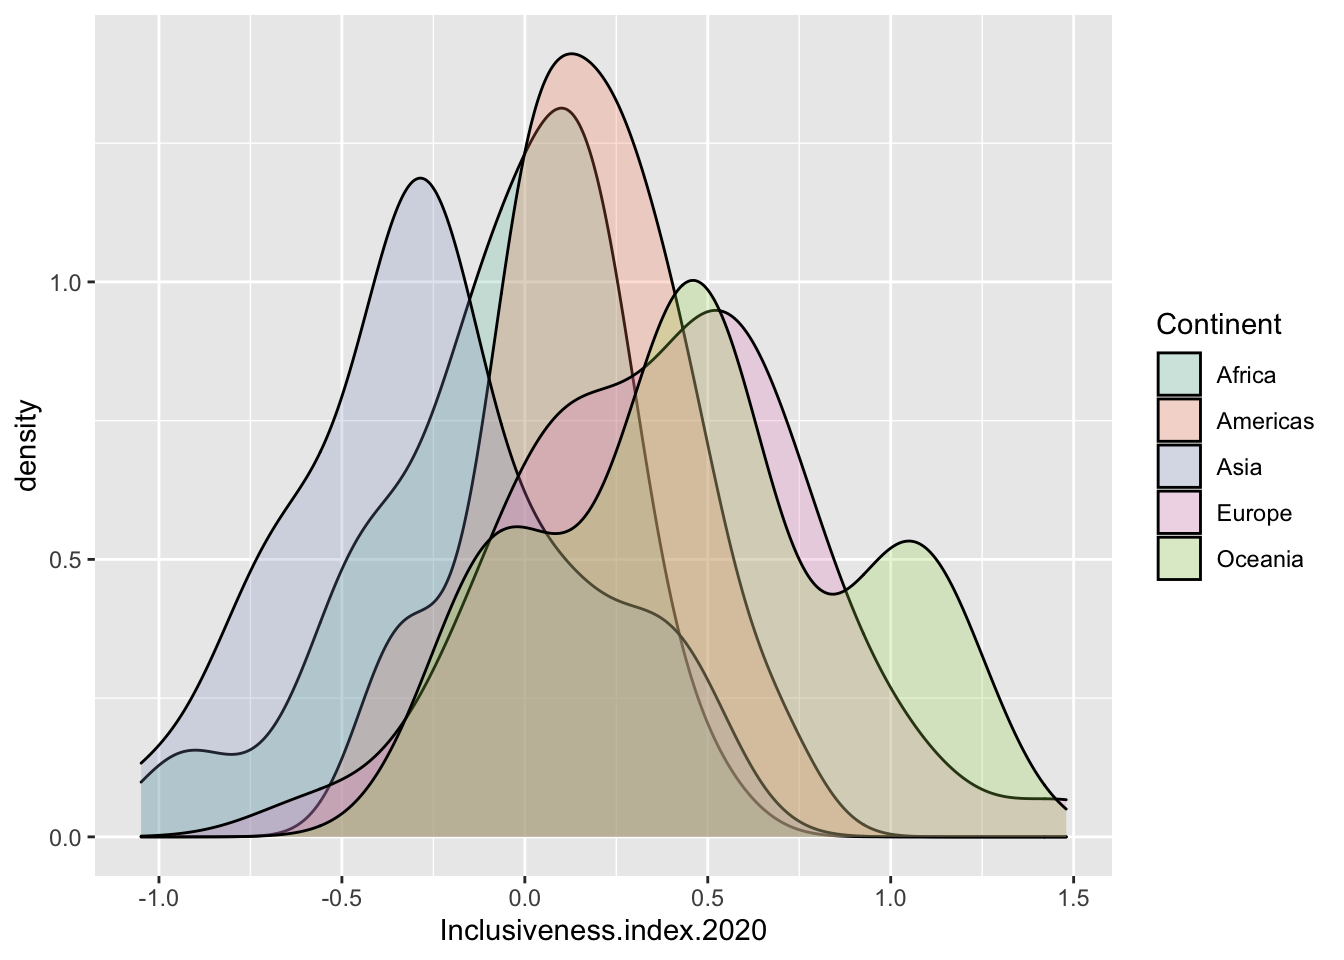 density
1.0
0.5
0.0
-1.0
-0.5
0.0
0.5
1.0
1.5
Inclusiveness.index.2020
Continent
Africa
Americas
Asia
Europe
Oceania